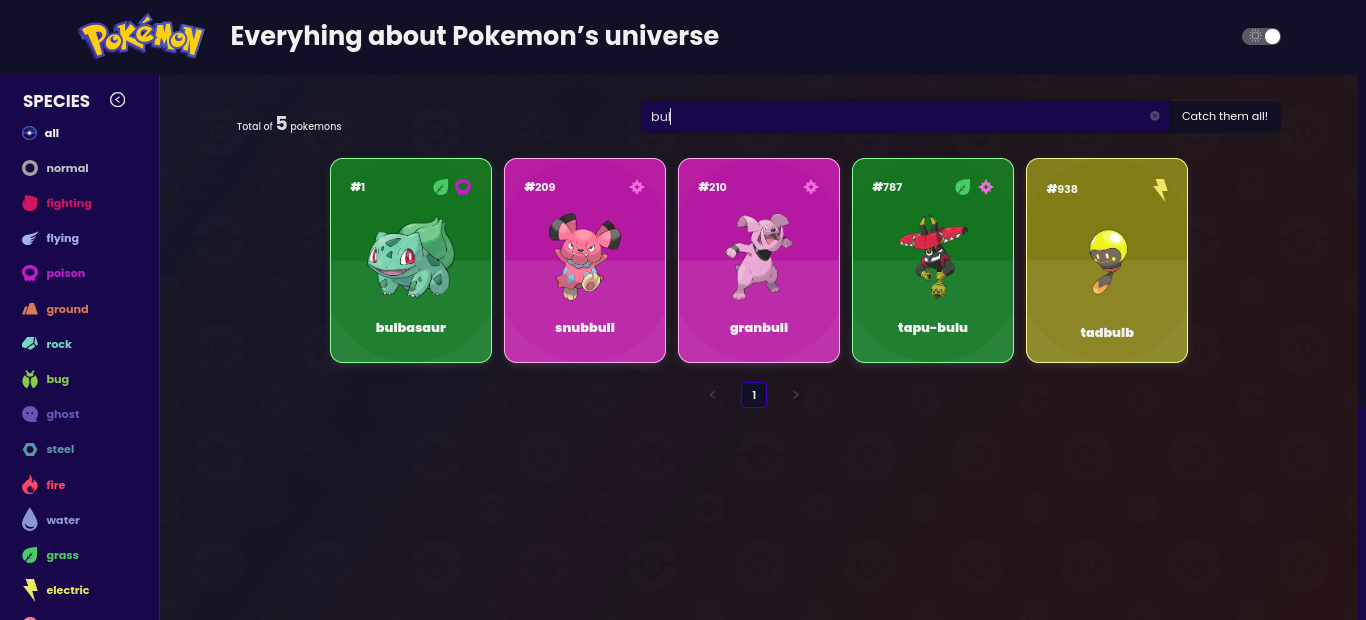 POKéMON
Everyhing about Pokemon’s universe
SPECIES
all
normal
fighting
flying
poison
ground
rock
bug
ghost
steel
fire
water
grass
electric
Total of 5 pokemons
bul
Catch them all!
#1
bulbasaur
#209
snubbull
#210
granbull
#787
tapu-bulu
#938
tadbulb
< 1 >